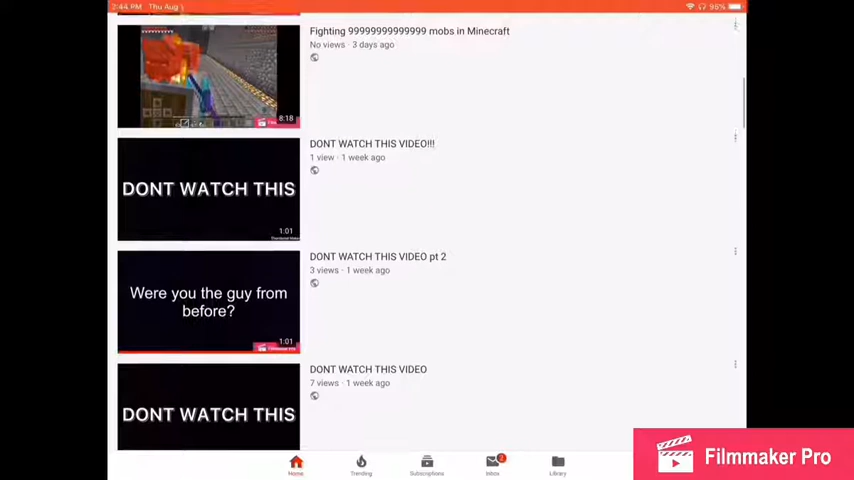 2:44 PM Thu Aug
95%
Fighting 99999999999999 mobs in Minecraft
No views · 3 days ago
8:18
DONT WATCH THIS VIDEO!!!
1 view · 1 week ago
DONT WATCH THIS
1:01
DONT WATCH THIS VIDEO pt 2
3 views · 1 week ago
Were you the guy from
before?
1:01
DONT WATCH THIS VIDEO
7 views · 1 week ago
DONT WATCH THIS
Home
Trending
Subscriptions
2
Inbox
Library
Filmmaker Pro